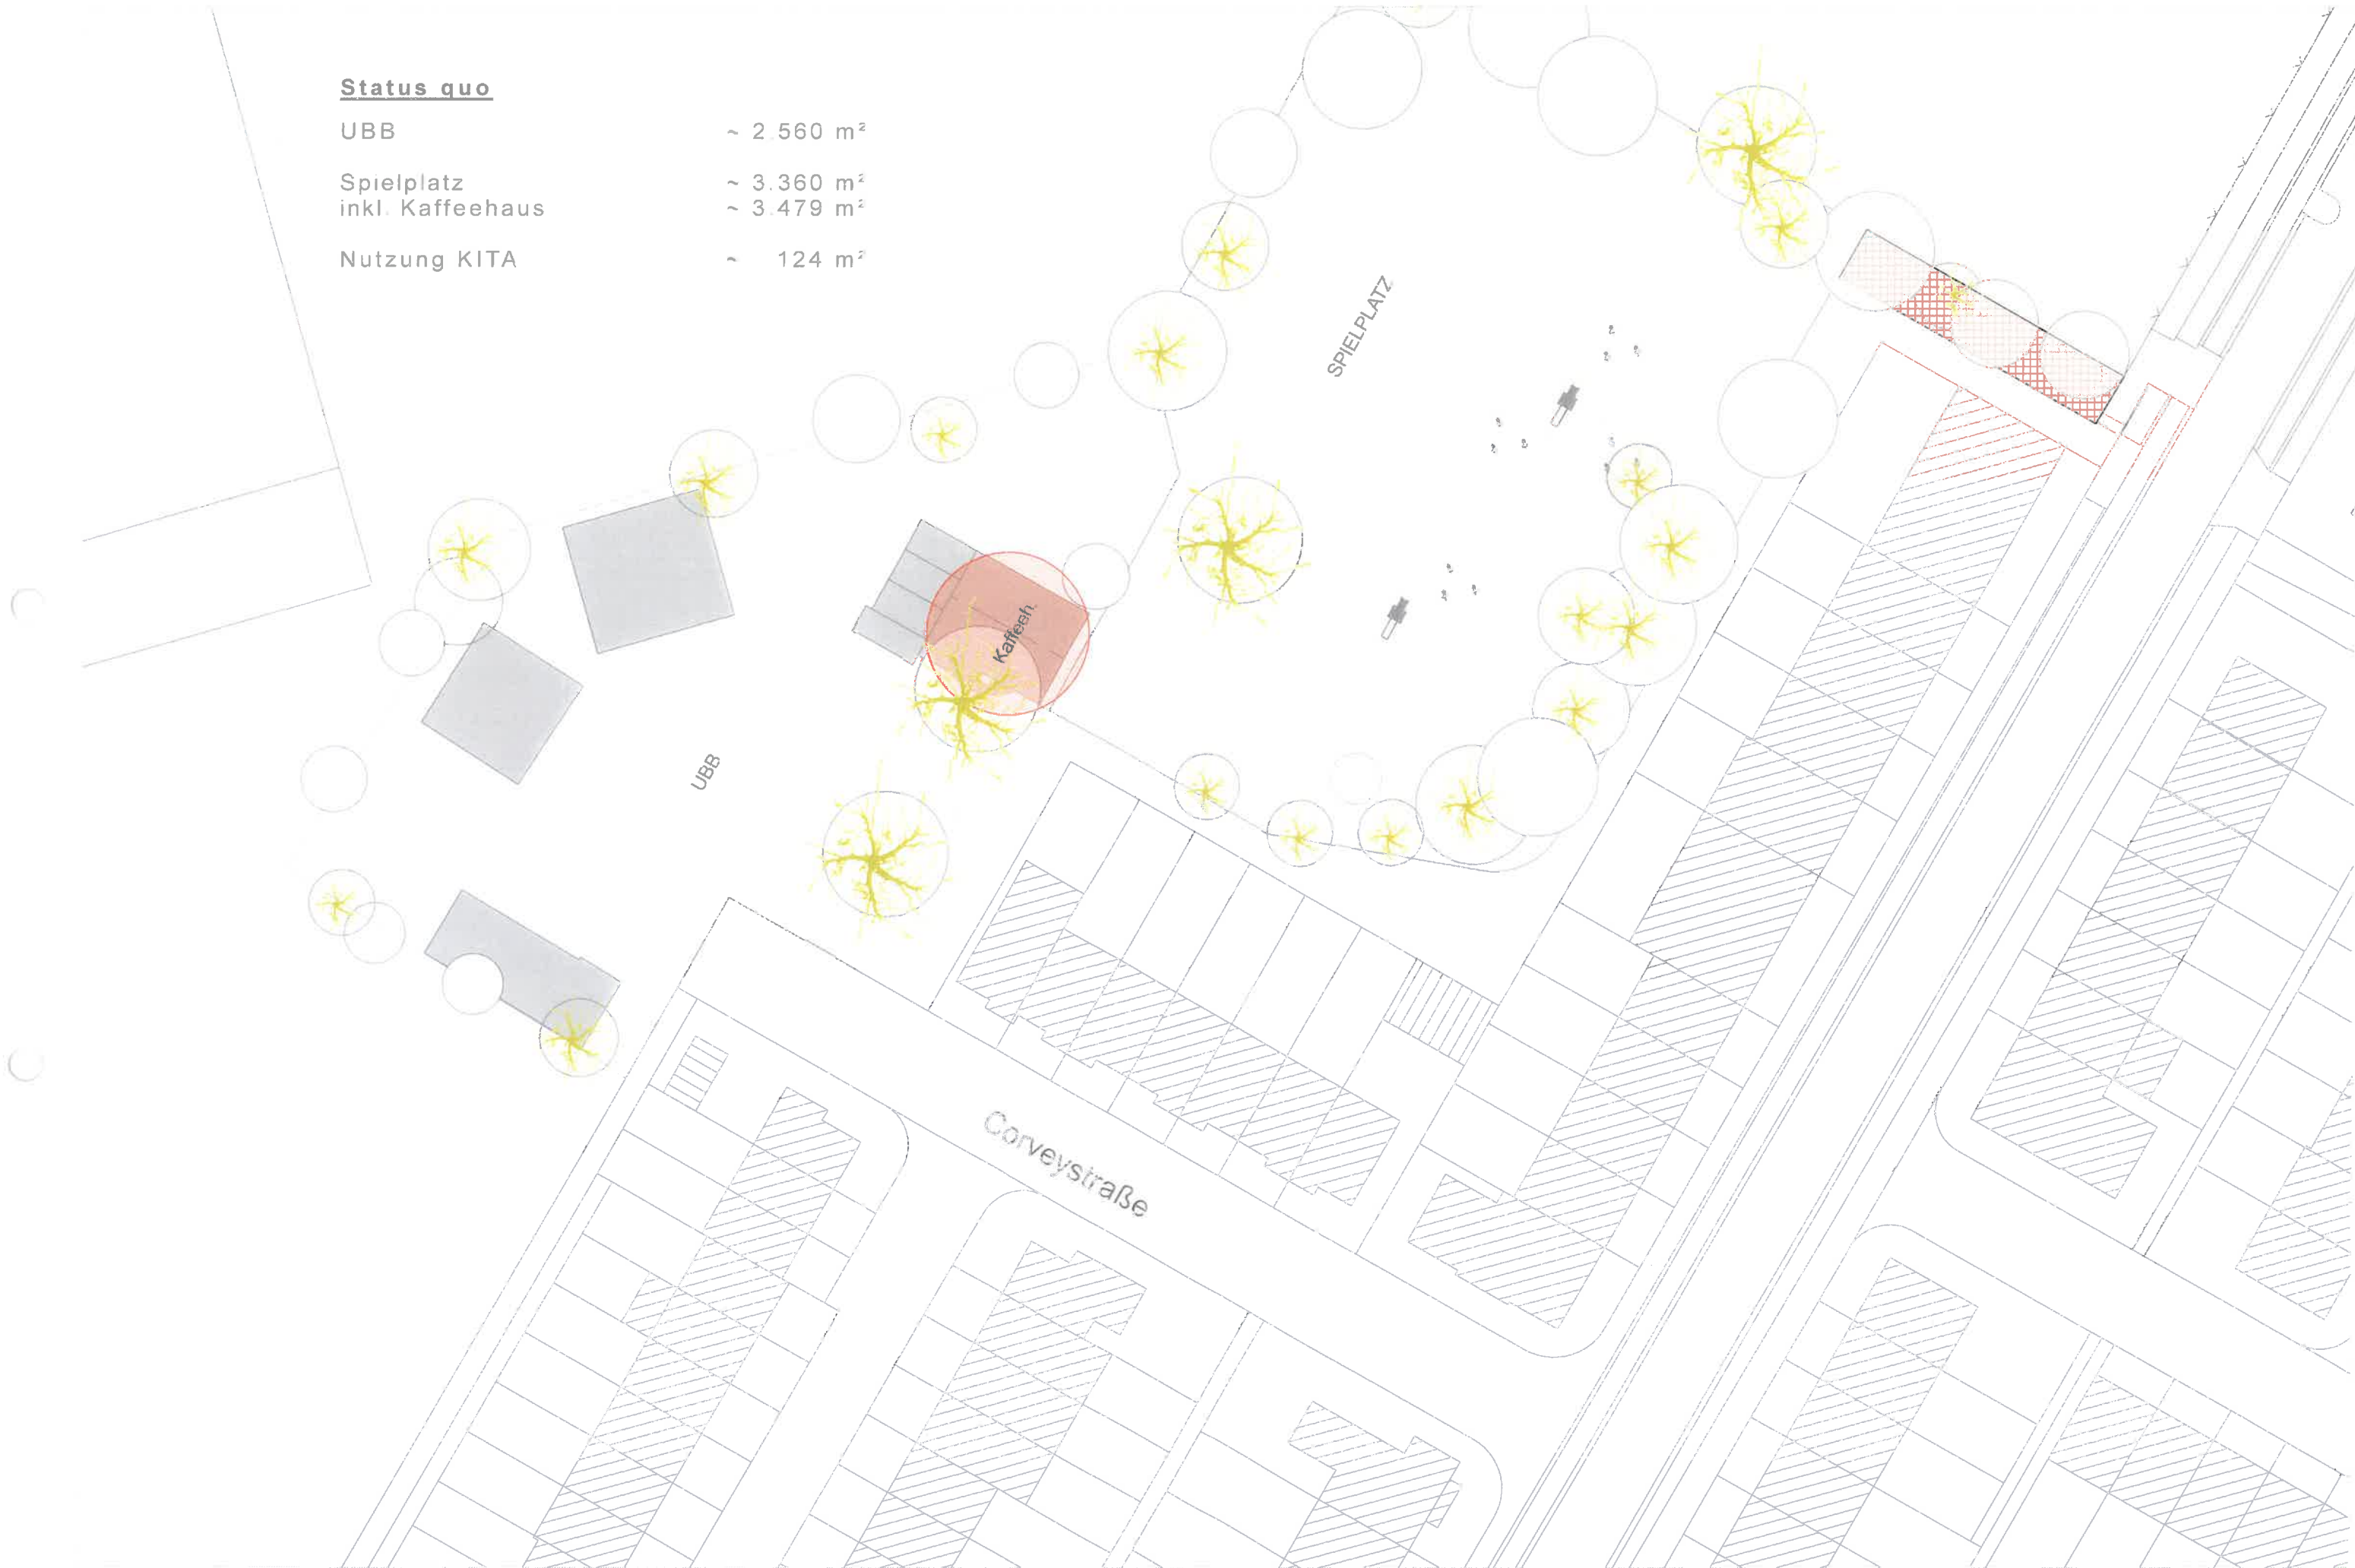 Status quo
UBB ~ 2.560 m²
Spielplatz ~ 3.360 m²
inkl. Kaffeehaus ~ 3.479 m²
Nutzung KITA ~ 124 m²
SPIELPLATZ
Kaffeeh.
UBB
Corveystraße